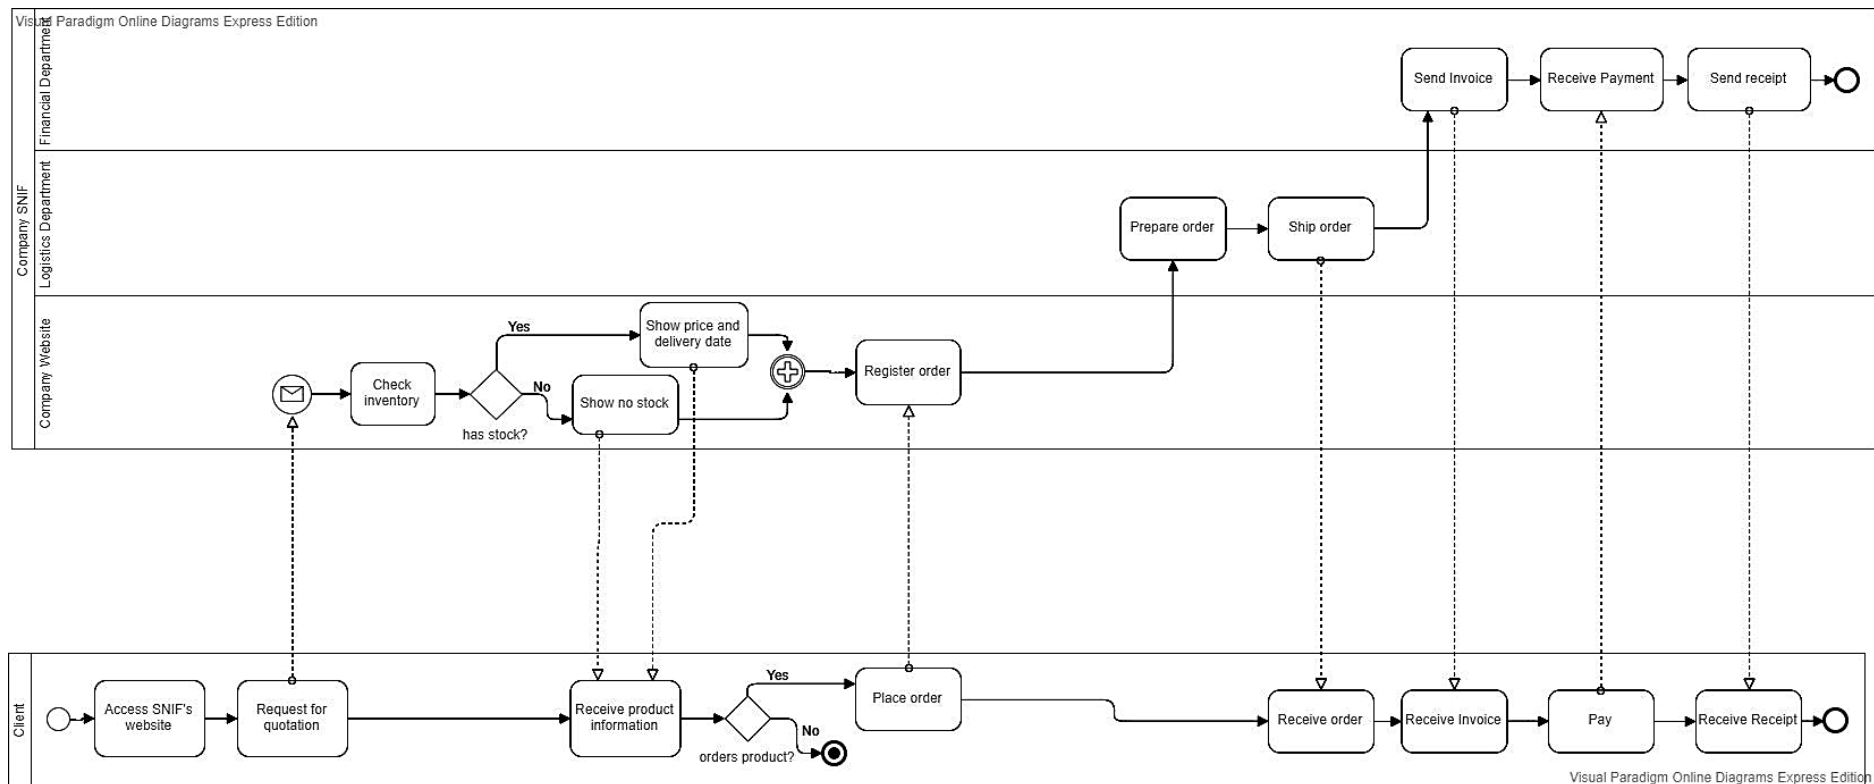 Visual Paradigm Online Diagrams Express Edition
Company SNIF
Financial Department
Send Invoice
Receive Payment
Send receipt
Logistics Department
Prepare order
Ship order
Company Website
Check
inventory
has stock?
Yes
No
Show price and
delivery date
Show no stock
Register order
Client
Access SNIF's
website
Request for
quotation
Receive product
information
orders product?
Yes
No
Place order
Receive order
Receive Invoice
Pay
Receive Receipt
Visual Paradigm Online Diagrams Express Edition